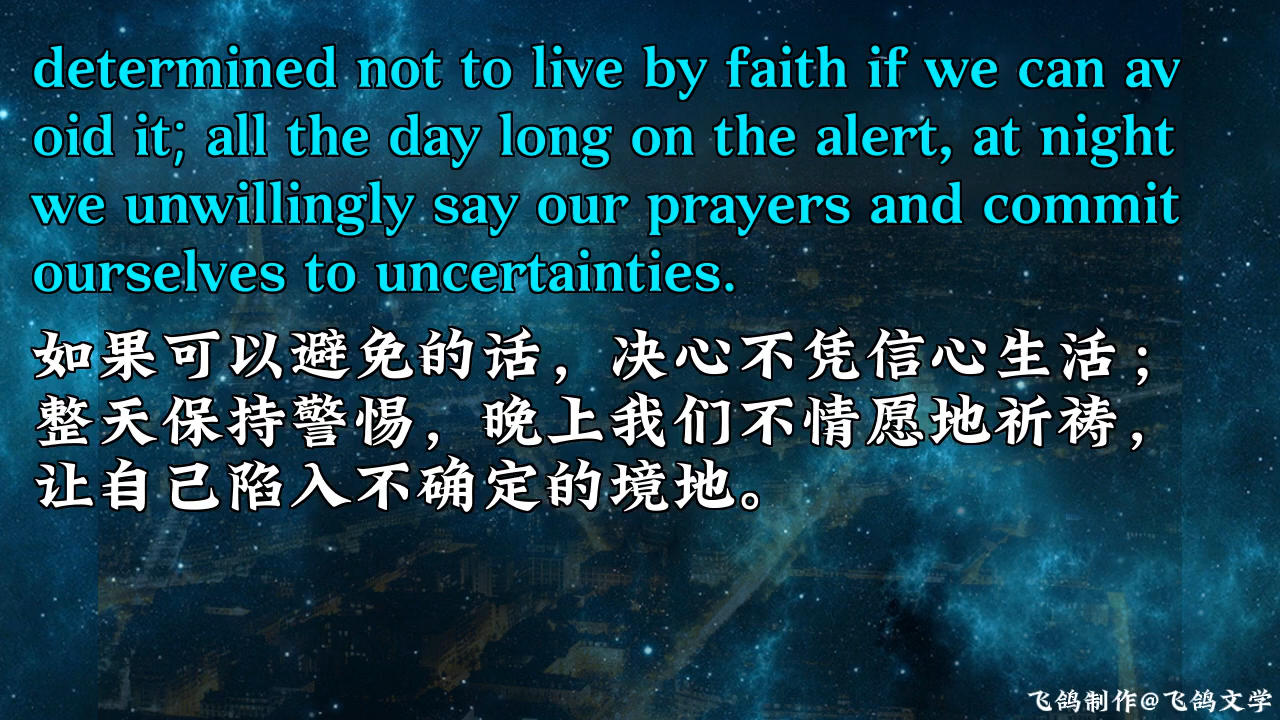 determined not to live by faith if we can av
oid it; all the day long on the alert, at night
we unwillingly say our prayers and commit
ourselves to uncertainties.
如果可以避免的话，决心不凭信心生活；
整天保持警惕，晚上我们不情愿地祈祷，
让自己陷入不确定的境地。
飞鸽制作@飞鸽文学